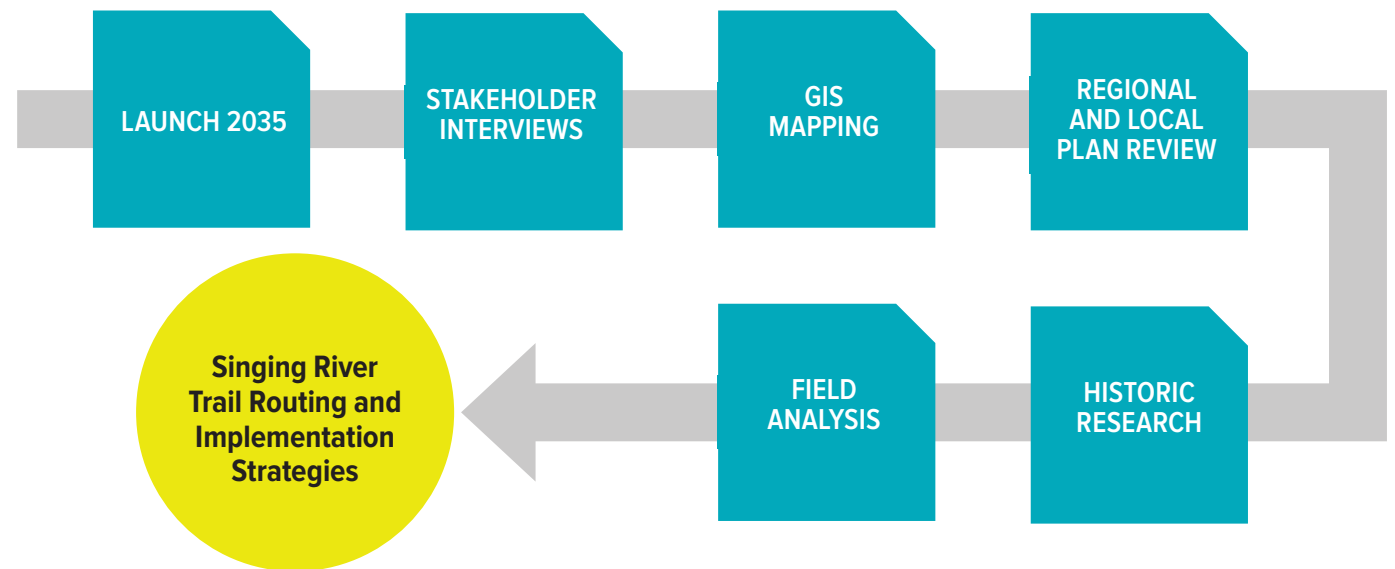 LAUNCH 2035
STAKEHOLDER
INTERVIEWS
GIS
MAPPING
REGIONAL
AND LOCAL
PLAN REVIEW
HISTORIC
RESEARCH
FIELD
ANALYSIS
Singing River
Trail Routing and
Implementation
Strategies